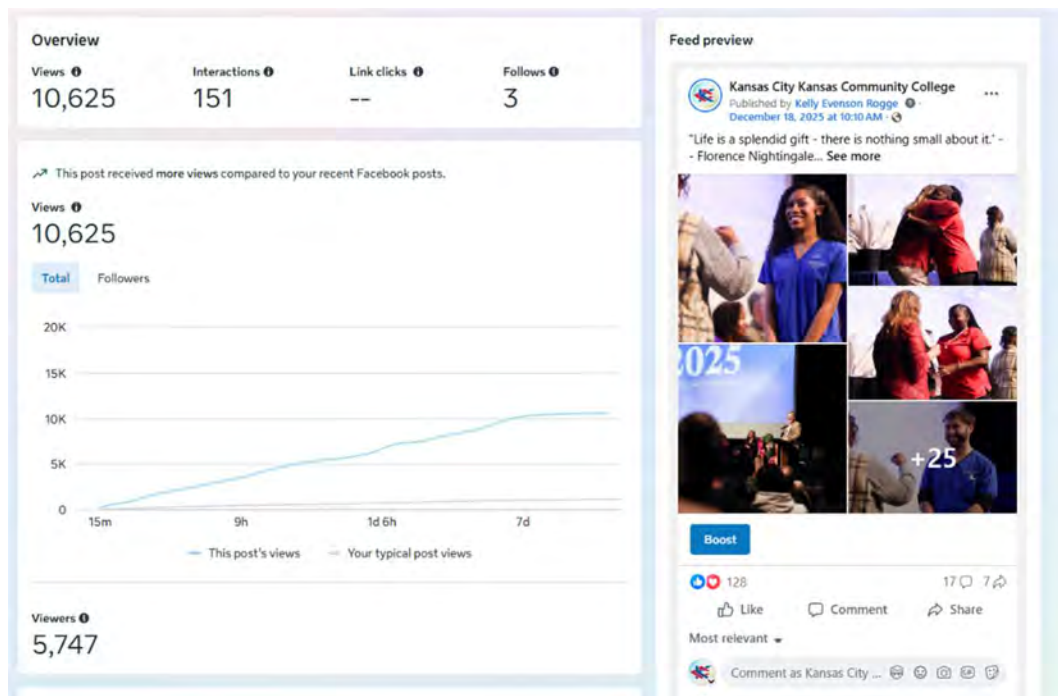 Overview
Views
Interactions
Link clicks
Follows
10,625
151
--
3
This post received more views compared to your recent Facebook posts.
Views
10,625
Total
Followers
20K
15K
10K
5K
0
15m
9h
1d 6h
7d
This post's views
Your typical post views
Viewers
5,747
Feed preview
Kansas City Kansas Community College
Published by Kelly Evenson Rogge
December 18, 2025 at 10:10 AM ·
"Life is a splendid gift - there is nothing small about it.' -
- Florence Nightingale... See more
2025
+25
Boost
128
17
7
Like
Comment
Share
Most relevant
Comment as Kansas City ...